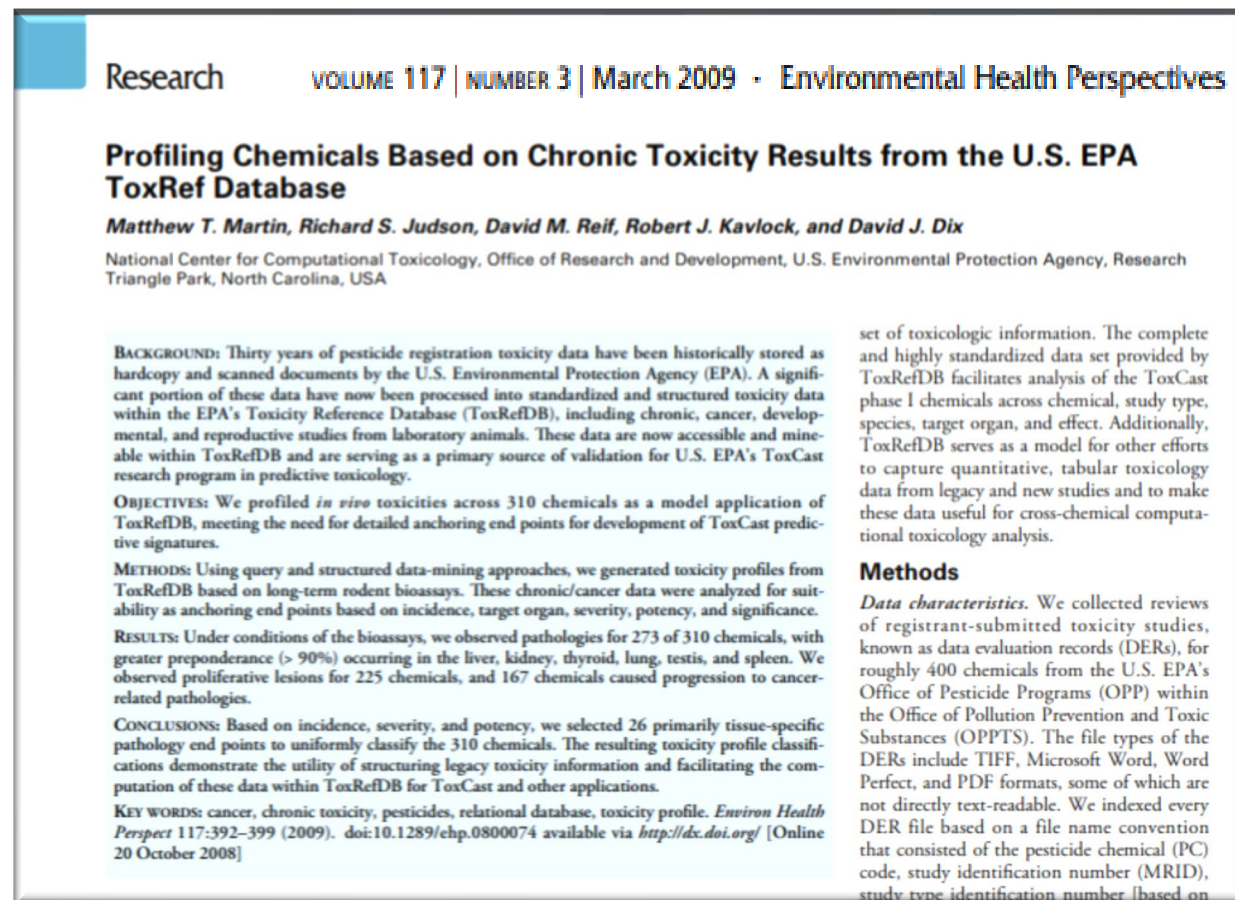 Research
VOLUME 117 | NUMBER 3 | March 2009 · Environmental Health Perspectives
Profiling Chemicals Based on Chronic Toxicity Results from the U.S. EPA
ToxRef Database
Matthew T. Martin, Richard S. Judson, David M. Reif, Robert J. Kavlock, and David J. Dix
National Center for Computational Toxicology, Office of Research and Development, U.S. Environmental Protection Agency, Research
Triangle Park, North Carolina, USA
BACKGROUND: Thirty years of pesticide registration toxicity data have been historically stored as
hardcopy and scanned documents by the U.S. Environmental Protection Agency (EPA). A signifi-
cant portion of these data have now been processed into standardized and structured toxicity data
within the EPA's Toxicity Reference Database (ToxRefDB), including chronic, cancer, develop-
mental, and reproductive studies from laboratory animals. These data are now accessible and mine-
able within ToxRefDB and are serving as a primary source of validation for U.S. EPA's ToxCast
research program in predictive toxicology.
OBJECTIVES: We profiled in vivo toxicities across 310 chemicals as a model application of
ToxRefDB, meeting the need for detailed anchoring end points for development of ToxCast predic-
tive signatures.
METHODS: Using query and structured data-mining approaches, we generated toxicity profiles from
ToxRefDB based on long-term rodent bioassays. These chronic/cancer data were analyzed for suit-
ability as anchoring end points based on incidence, target organ, severity, potency, and significance.
RESULTS: Under conditions of the bioassays, we observed pathologies for 273 of 310 chemicals, with
greater preponderance (> 90%) occurring in the liver, kidney, thyroid, lung, testis, and spleen. We
observed proliferative lesions for 225 chemicals, and 167 chemicals caused progression to cancer-
related pathologies.
CONCLUSIONS: Based on incidence, severity, and potency, we selected 26 primarily tissue-specific
pathology end points to uniformly classify the 310 chemicals. The resulting toxicity profile classifi-
cations demonstrate the utility of structuring legacy toxicity information and facilitating the com-
putation of these data within ToxRefDB for ToxCast and other applications.
KEY WORDS: cancer, chronic toxicity, pesticides, relational database, toxicity profile. Environ Health
Perspect 117:392–399 (2009). doi:10.1289/ehp.0800074 available via http://dx.doi.org/ [Online
20 October 2008]
set of toxicologic information. The complete
and highly standardized data set provided by
ToxRefDB facilitates analysis of the ToxCast
phase I chemicals across chemical, study type,
species, target organ, and effect. Additionally,
ToxRefDB serves as a model for other efforts
to capture quantitative, tabular toxicology
data from legacy and new studies and to make
these data useful for cross-chemical computa-
tional toxicology analysis.
Methods
Data characteristics. We collected reviews
of registrant-submitted toxicity studies,
known as data evaluation records (DERs), for
roughly 400 chemicals from the U.S. EPA's
Office of Pesticide Programs (OPP) within
the Office of Pollution Prevention and Toxic
Substances (OPPTS). The file types of the
DERs include TIFF, Microsoft Word, Word
Perfect, and PDF formats, some of which are
not directly text-readable. We indexed every
DER file based on a file name convention
that consisted of the pesticide chemical (PC)
code, study identification number (MRID),
study type identification number [based on